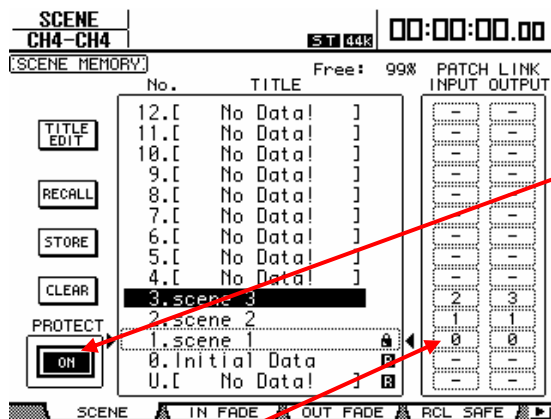 SCENE
CH4-CH4
ST 44k 00:00:00.00
SCENE MEMORY Free: 99% PATCH LINK
No. TITLE INPUT OUTPUT
12.[ No Data! ] - -
TITLE EDIT
11.[ No Data! ] - -
10.[ No Data! ] - -
9.[ No Data! ] - -
RECALL
8.[ No Data! ] - -
7.[ No Data! ] - -
STORE
6.[ No Data! ] - -
5.[ No Data! ] - -
4.[ No Data! ] - -
CLEAR
3.scene 3 2 3
PROTECT
2.scene 2 1 1
1.scene 1 0 0
ON
0.Initial Data R - -
U.[ No Data! ] R - -
SCENE IN FADE OUT FADE RCL SAFE